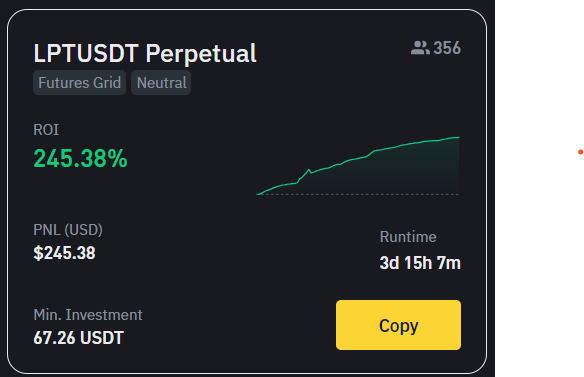 LPTUSDT Perpetual
356
Futures Grid Neutral
ROI
245.38%
PNL (USD)
$245.38
Runtime
3d 15h 7m
Min. Investment
67.26 USDT
Copy